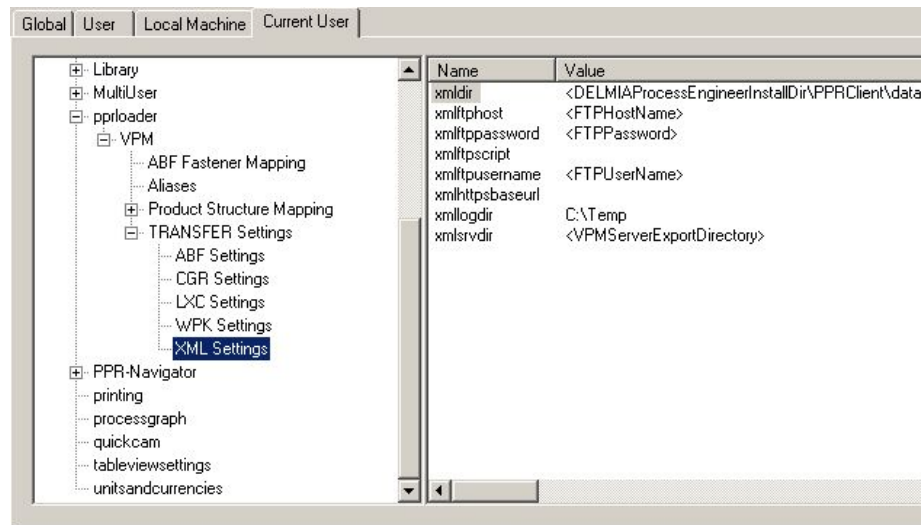 Global User Local Machine Current User
Library
MultiUser
pprloader
VPM
ABF Fastener Mapping
Aliases
Product Structure Mapping
TRANSFER Settings
ABF Settings
CGR Settings
LXC Settings
WPK Settings
XML Settings
PPR-Navigator
printing
processgraph
quickcam
tableviewsettings
unitsandcurrencies
Name Value
xmldir <DELMIAProcessEngineerInstallDir\PPRClient\data
xmlftphost <FTPHostName>
xmlftppassword <FTPPassword>
xmlftpscript
xmlftpusername <FTPUserName>
xmlhttpsbaseurl
xmllogdir C:\Temp
xmlsrvdir <VPMServerExportDirectory>